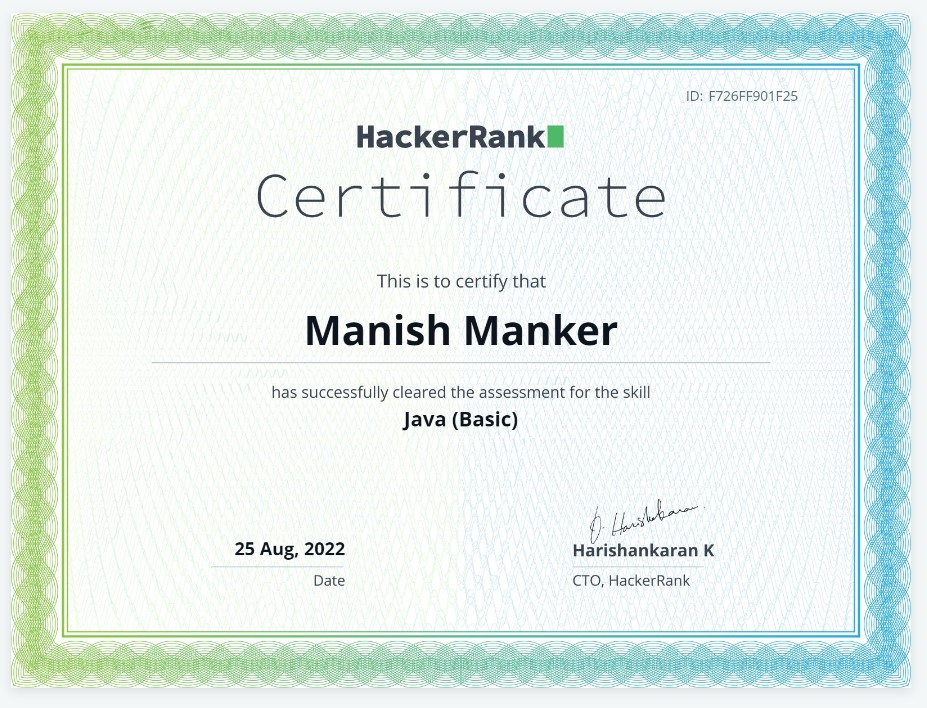 ID: F726FF901F25
HackerRank
Certificate
This is to certify that
Manish Manker
has successfully cleared the assessment for the skill
Java (Basic)
25 Aug, 2022
Date
Harishankaran K
CTO, HackerRank